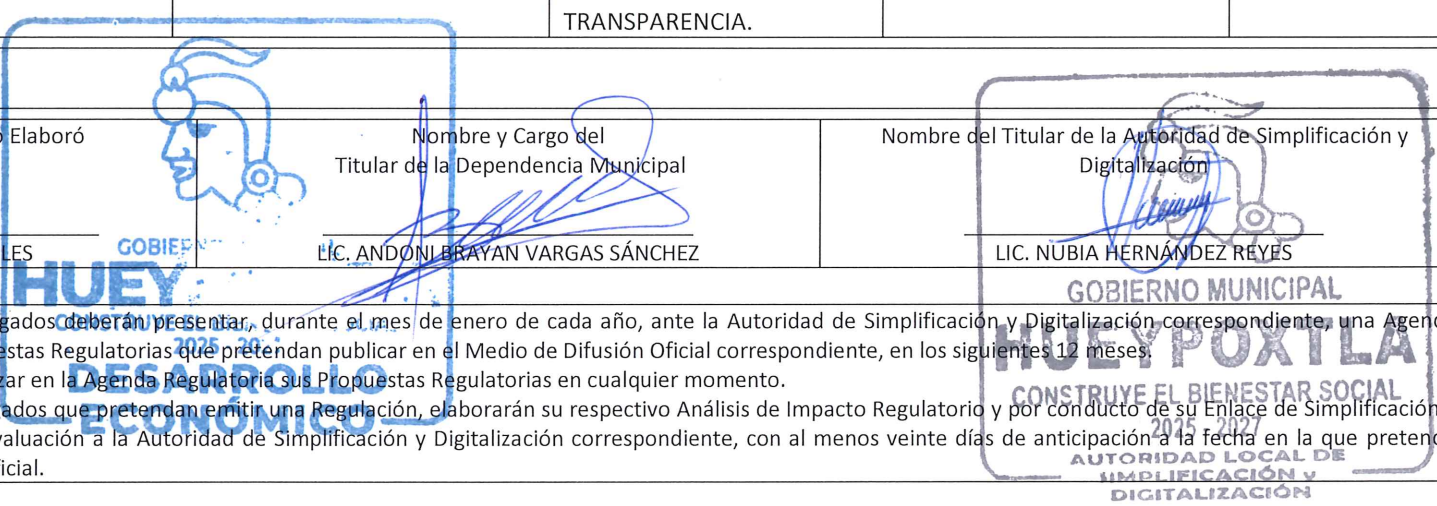 TRANSPARENCIA.
Elaboró
Nombre y Cargo del
Titular de la Dependencia Municipal
Nombre del Titular de la Autoridad de Simplificación y
Digitalización
LES
LIC. ANDONI BRAYAN VARGAS SÁNCHEZ
LIC. NUBIA HERNÁNDEZ REYES
GOBIER
HUEY
CONSTRUYE EL
2025 - 20
DESARROLLO
ECONÓMICO
GOBIERNO MUNICIPAL
HUEYPOXTLA
CONSTRUYE EL BIENESTAR SOCIAL
2025 - 2027
AUTORIDAD LOCAL DE
SIMPLIFICACIÓN y
DIGITALIZACIÓN
gados deberán presentar, durante el mes de enero de cada año, ante la Autoridad de Simplificación y Digitalización correspondiente, una Agend
estas Regulatorias que pretendan publicar en el Medio de Difusión Oficial correspondiente, en los siguientes 12 meses.
zar en la Agenda Regulatoria sus Propuestas Regulatorias en cualquier momento.
ados que pretendan emitir una Regulación, elaborarán su respectivo Análisis de Impacto Regulatorio y por conducto de su Enlace de Simplificación
valuación a la Autoridad de Simplificación y Digitalización correspondiente, con al menos veinte días de anticipación a la fecha en la que pretend
icial.